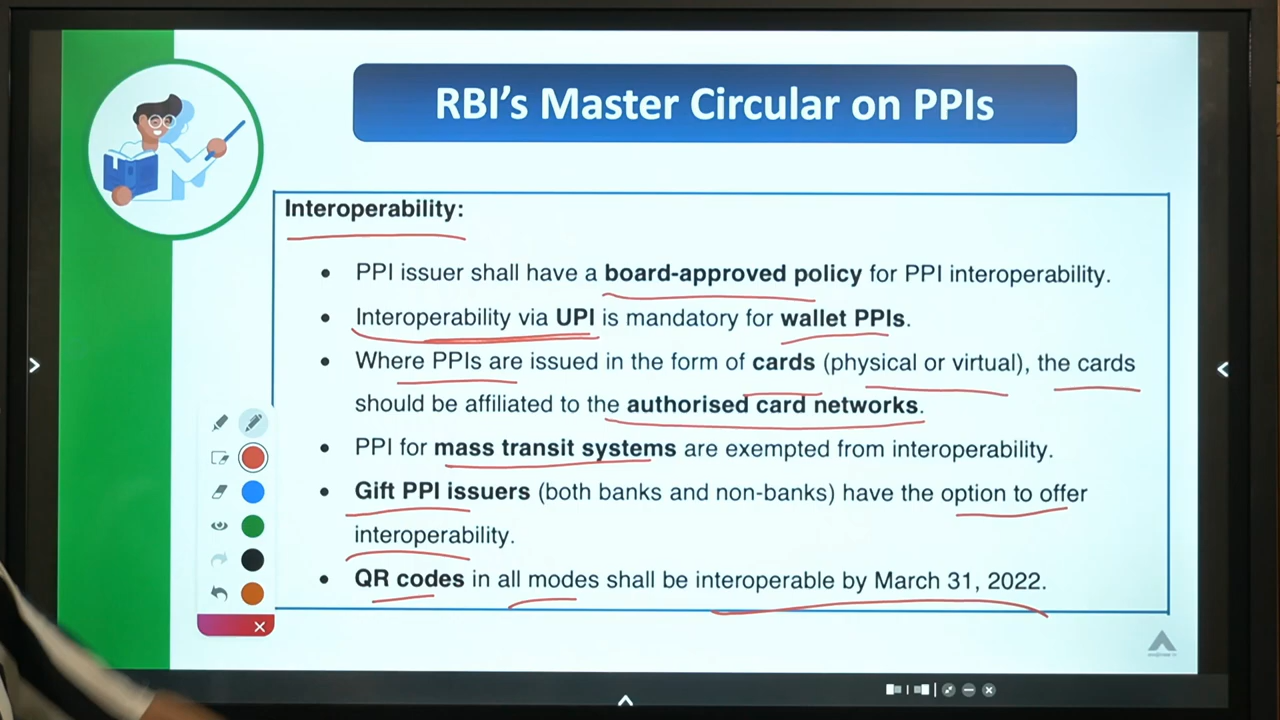 RBI’s Master Circular on PPIs
Interoperability:
• PPI issuer shall have a board-approved policy for PPI interoperability.
• Interoperability via UPI is mandatory for wallet PPIs.
• Where PPIs are issued in the form of cards (physical or virtual), the cards
should be affiliated to the authorised card networks.
• PPI for mass transit systems are exempted from interoperability.
• Gift PPI issuers (both banks and non-banks) have the option to offer
interoperability.
• QR codes in all modes shall be interoperable by March 31, 2022.